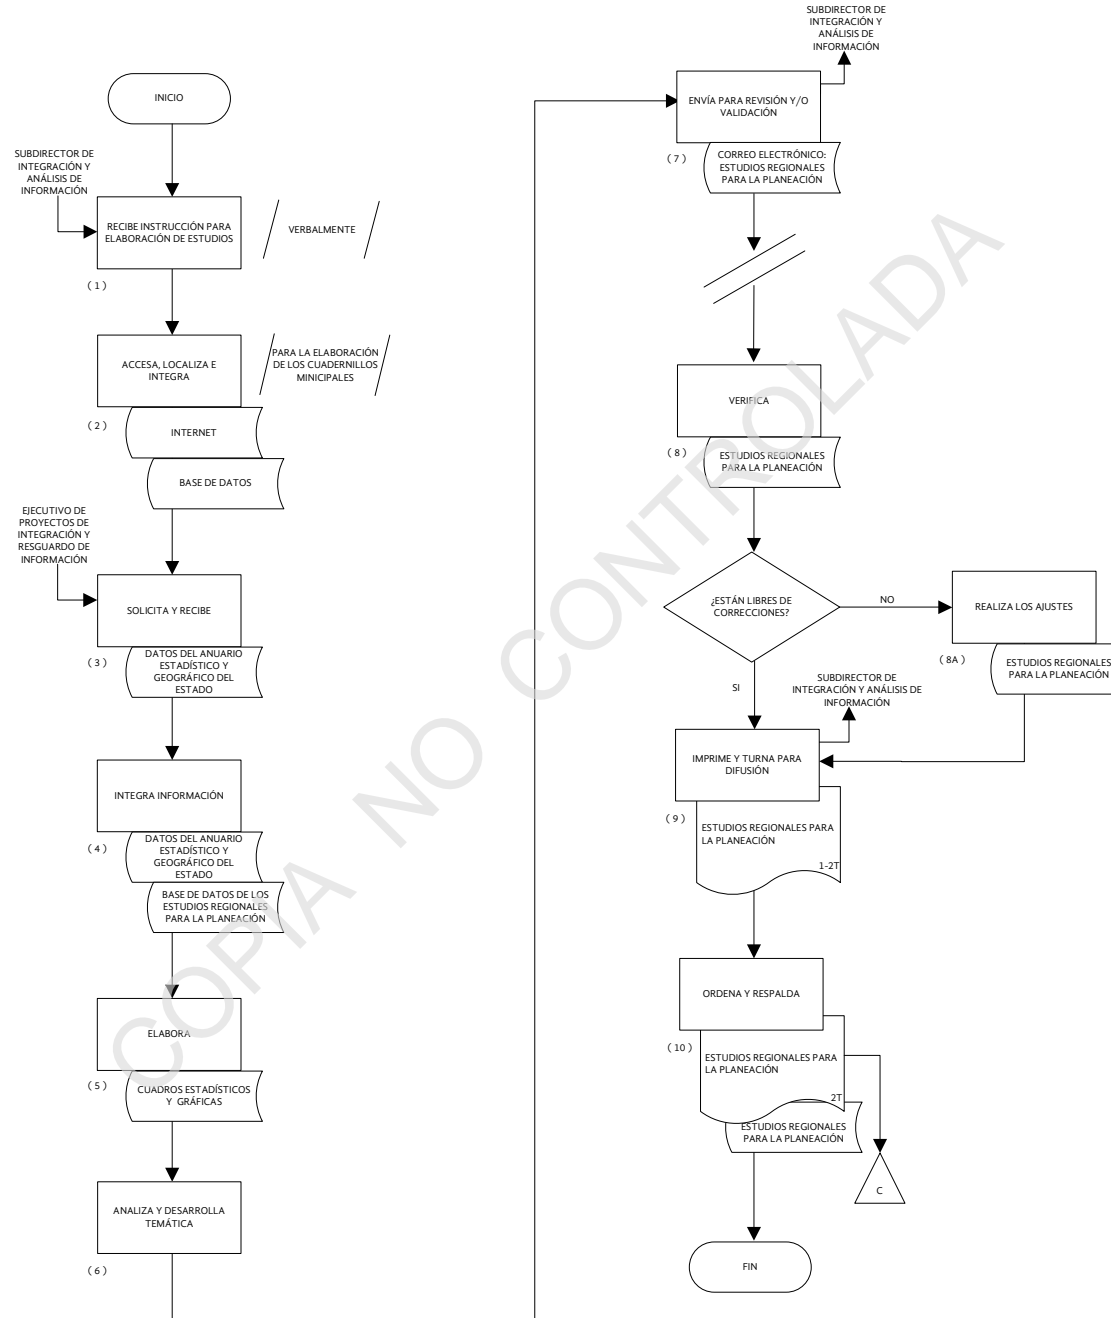 INICIO
SUBDIRECTOR DE
INTEGRACIÓN Y
ANÁLISIS DE
INFORMACIÓN
RECIBE INSTRUCCIÓN PARA
ELABORACIÓN DE ESTUDIOS
VERBALMENTE
( 1 )
ACCESA, LOCALIZA E
INTEGRA
PARA LA ELABORACIÓN
DE LOS CUADERNILLOS
MINICIPALES
( 2 )
INTERNET
BASE DE DATOS
EJECUTIVO DE
PROYECTOS DE
INTEGRACIÓN Y
RESGUARDO DE
INFORMACIÓN
SOLICITA Y RECIBE
( 3 )
DATOS DEL ANUARIO
ESTADÍSTICO Y
GEOGRÁFICO DEL
ESTADO
INTEGRA INFORMACIÓN
( 4 )
DATOS DEL ANUARIO
ESTADÍSTICO Y
GEOGRÁFICO DEL
ESTADO
BASE DE DATOS DE LOS
ESTUDIOS REGIONALES
PARA LA PLANEACIÓN
ELABORA
( 5 )
CUADROS ESTADÍSTICOS
Y GRÁFICAS
ANALIZA Y DESARROLLA
TEMÁTICA
( 6 )
SUBDIRECTOR DE
INTEGRACIÓN Y
ANÁLISIS DE
INFORMACIÓN
ENVÍA PARA REVISIÓN Y/O
VALIDACIÓN
( 7 )
CORREO ELECTRÓNICO:
ESTUDIOS REGIONALES
PARA LA PLANEACIÓN
VERIFICA
( 8 )
ESTUDIOS REGIONALES
PARA LA PLANEACIÓN
¿ESTÁN LIBRES DE
CORRECCIONES?
NO
REALIZA LOS AJUSTES
( 8A )
ESTUDIOS REGIONALES
PARA LA PLANEACIÓN
SI
SUBDIRECTOR DE
INTEGRACIÓN Y ANÁLISIS DE
INFORMACIÓN
IMPRIME Y TURNA PARA
DIFUSIÓN
( 9 )
ESTUDIOS REGIONALES PARA
LA PLANEACIÓN
1-2T
ORDENA Y RESPALDA
( 10 )
ESTUDIOS REGIONALES PARA
LA PLANEACIÓN
2T
ESTUDIOS REGIONALES
PARA LA PLANEACIÓN
C
FIN
COPIA NO CONTROLADA